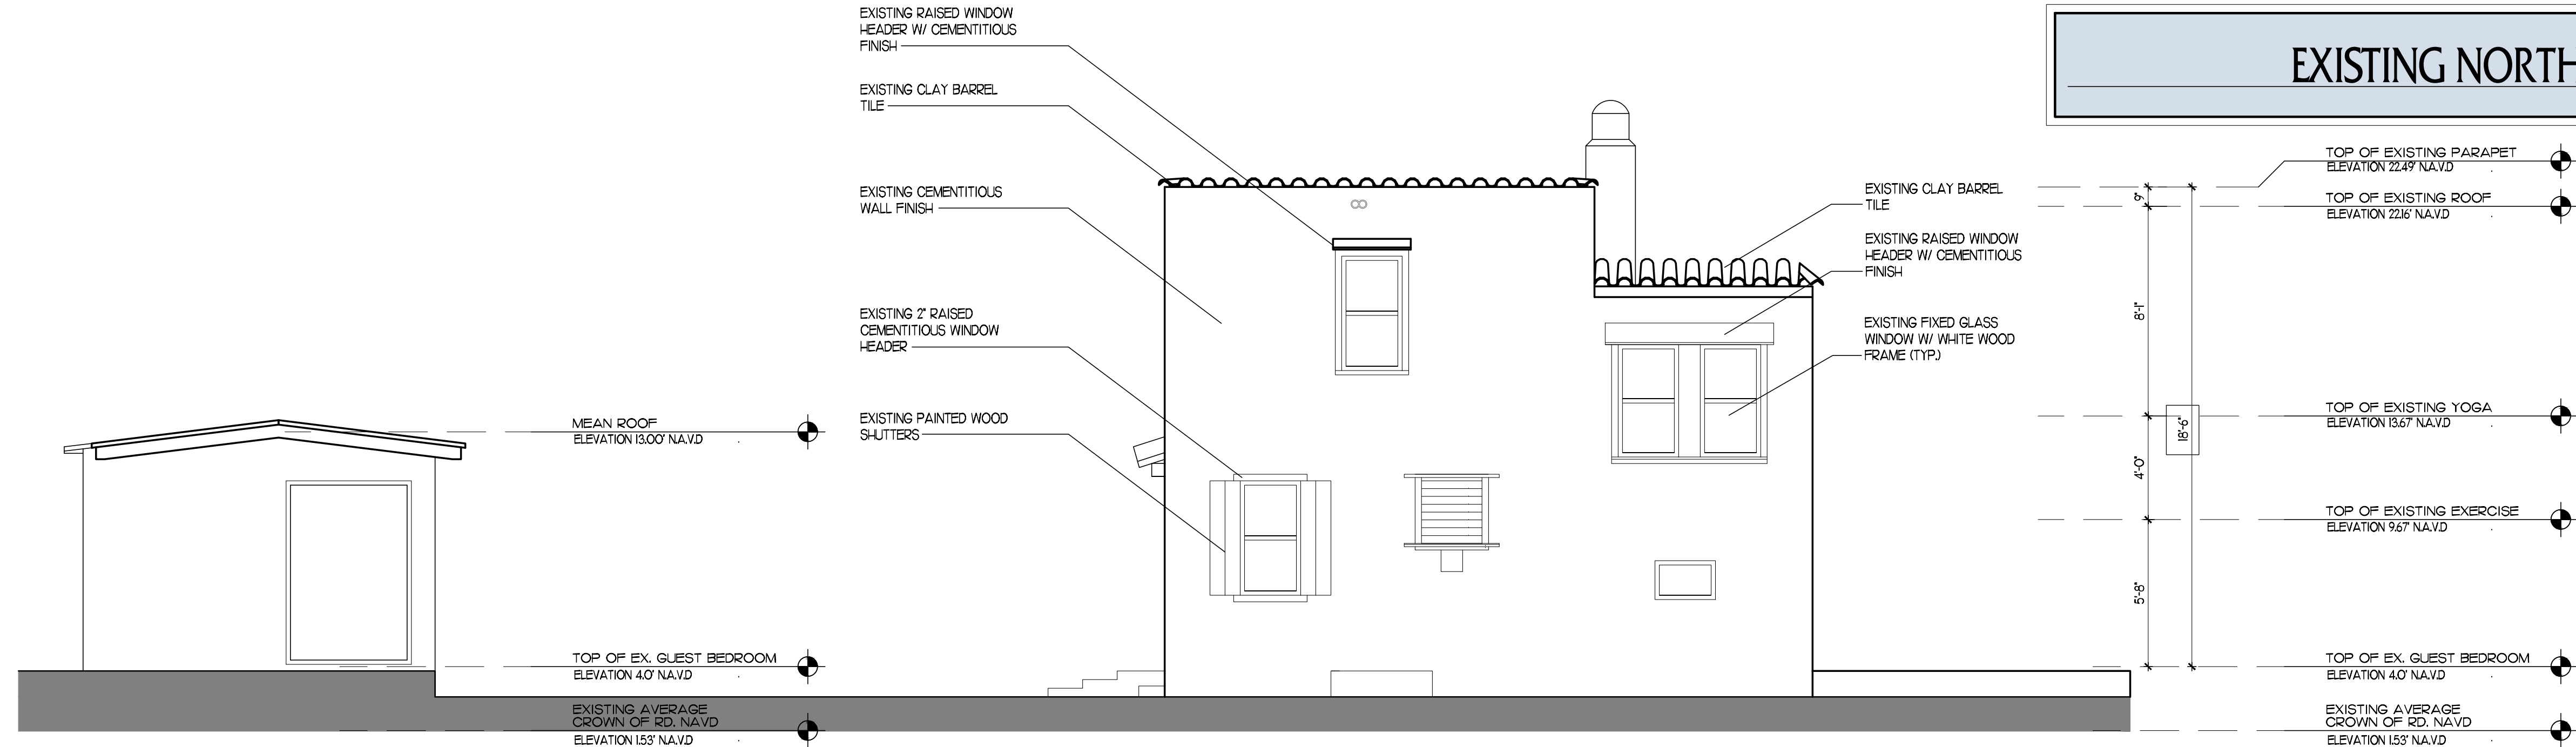 EXISTING RAISED WINDOW
HEADER W/ CEMENTITIOUS
FINISH
EXISTING CLAY BARREL
TILE
EXISTING CEMENTITIOUS
WALL FINISH
EXISTING 2" RAISED
CEMENTITIOUS WINDOW
HEADER
EXISTING PAINTED WOOD
SHUTTERS
MEAN ROOF
ELEVATION 13.00' N.A.V.D
TOP OF EX. GUEST BEDROOM
ELEVATION 4.0' N.A.V.D
EXISTING AVERAGE
CROWN OF RD. NAVD
ELEVATION 1.53' N.A.V.D
EXISTING CLAY BARREL
TILE
EXISTING RAISED WINDOW
HEADER W/ CEMENTITIOUS
FINISH
EXISTING FIXED GLASS
WINDOW W/ WHITE WOOD
FRAME (TYP.)
EXISTING NORTH
9"
8'-1"
4'-0"
5'-8"
18'-6"
TOP OF EXISTING PARAPET
ELEVATION 22.49' N.A.V.D
TOP OF EXISTING ROOF
ELEVATION 22.16' N.A.V.D
TOP OF EXISTING YOGA
ELEVATION 13.67' N.A.V.D
TOP OF EXISTING EXERCISE
ELEVATION 9.67' N.A.V.D
TOP OF EX. GUEST BEDROOM
ELEVATION 4.0' N.A.V.D
EXISTING AVERAGE
CROWN OF RD. NAVD
ELEVATION 1.53' N.A.V.D